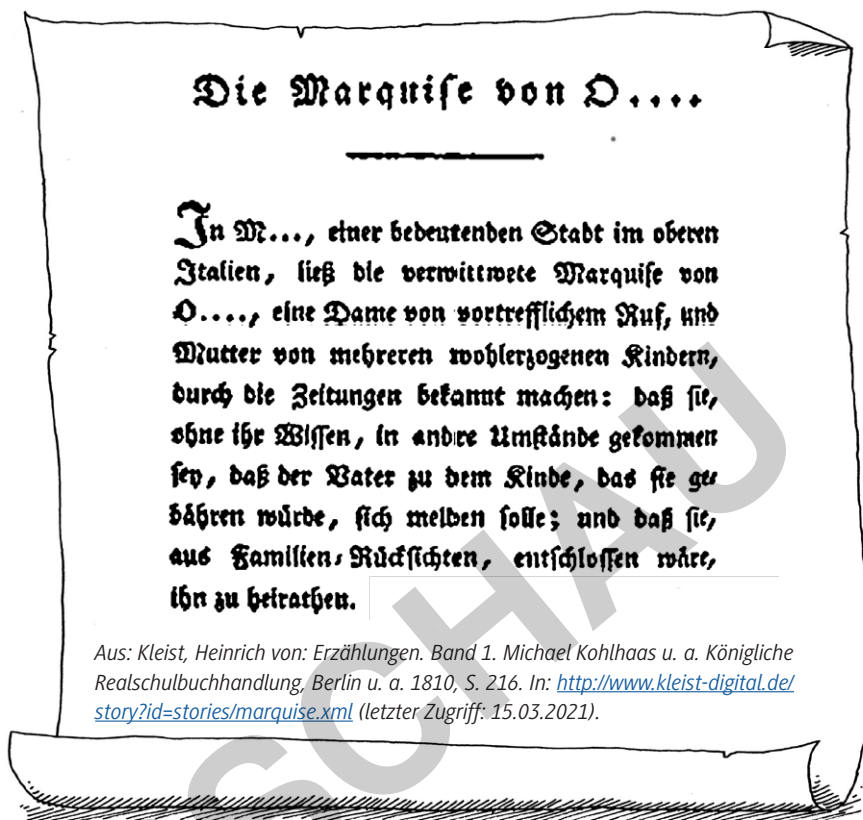 Die Marquiſe von O....
In M..., einer bedeutenden Stadt im oberen
Italien, ließ die verwittwete Marquiſe von
O...., eine Dame von vortrefflichem Ruf, und
Mutter von mehreren wohlerzogenen Kindern,
durch die Zeitungen bekannt machen: daß ſie,
ohne ihr Wiſſen, in andre Umſtände gekommen
ſey, daß der Vater zu dem Kinde, das ſie ge⸗
bähren würde, ſich melden ſolle; und daß ſie,
aus Familien⸗Rückſichten, entſchloſſen wäre,
ihn zu heirathen.
Aus: Kleist, Heinrich von: Erzählungen. Band 1. Michael Kohlhaas u. a. Königliche
Realschulbuchhandlung, Berlin u. a. 1810, S. 216. In: http://www.kleist-digital.de/
story?id=stories/marquise.xml (letzter Zugriff: 15.03.2021).
SCHAU